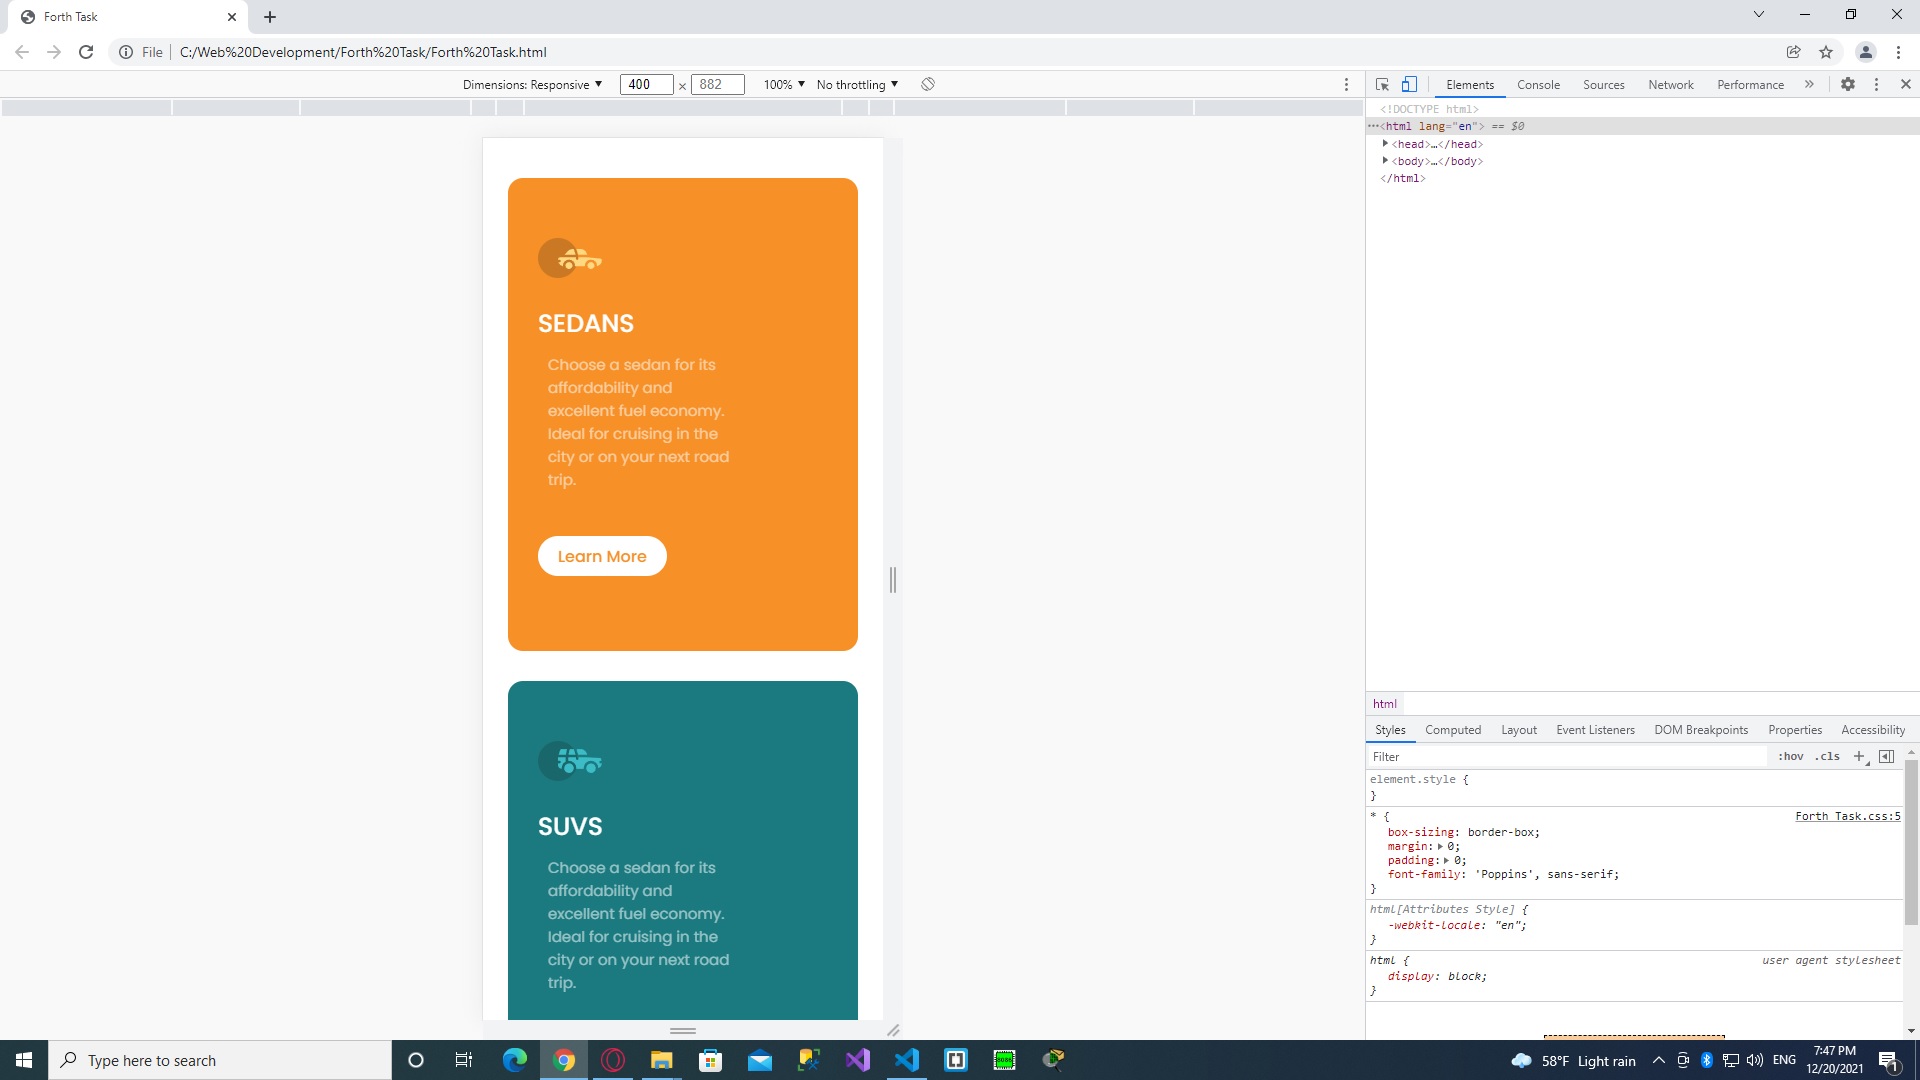 Forth Task
File
C:/Web%20Development/Forth%20Task/Forth%20Task.html
Dimensions: Responsive 400 × 882 100% No throttling
Elements Console Sources Network Performance
<!DOCTYPE html>
<html lang="en"> == $0
<head>…</head>
<body>…</body>
</html>
SEDANS
Choose a sedan for its
affordability and
excellent fuel economy.
Ideal for cruising in the
city or on your next road
trip.
Learn More
SUVS
Choose a sedan for its
affordability and
excellent fuel economy.
Ideal for cruising in the
city or on your next road
trip.
html
Styles Computed Layout Event Listeners DOM Breakpoints Properties Accessibility
Filter :hov .cls
element.style {
}
* { Forth Task.css:5
box-sizing: border-box;
margin: 0;
padding: 0;
font-family: 'Poppins', sans-serif;
}
html[Attributes Style] {
-webkit-locale: "en";
}
html { user agent stylesheet
display: block;
}
Type here to search
58°F Light rain
ENG
7:47 PM
12/20/2021
1